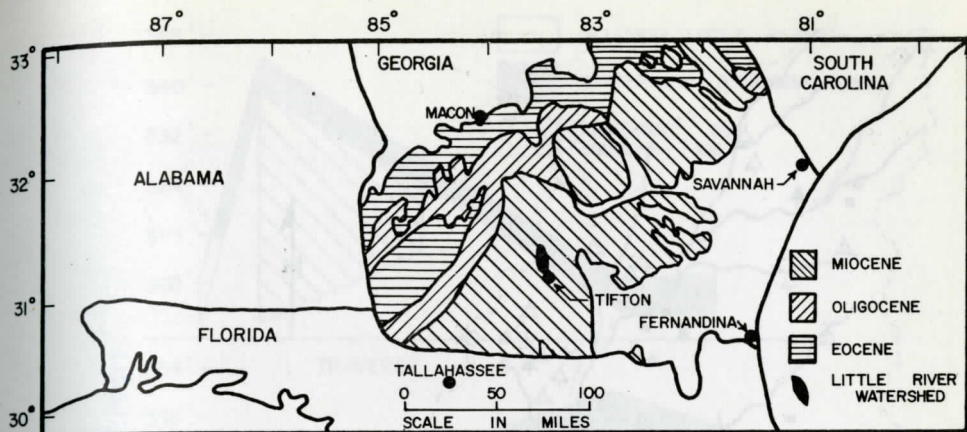 87° 85° 83° 81°
33°
32°
31°
30°
GEORGIA
SOUTH
CAROLINA
MACON
ALABAMA
SAVANNAH
TIFTON
FLORIDA
FERNANDINA
TALLAHASSEE
0 50 100
SCALE IN MILES
MIOCENE
OLIGOCENE
EOCENE
LITTLE RIVER
WATERSHED